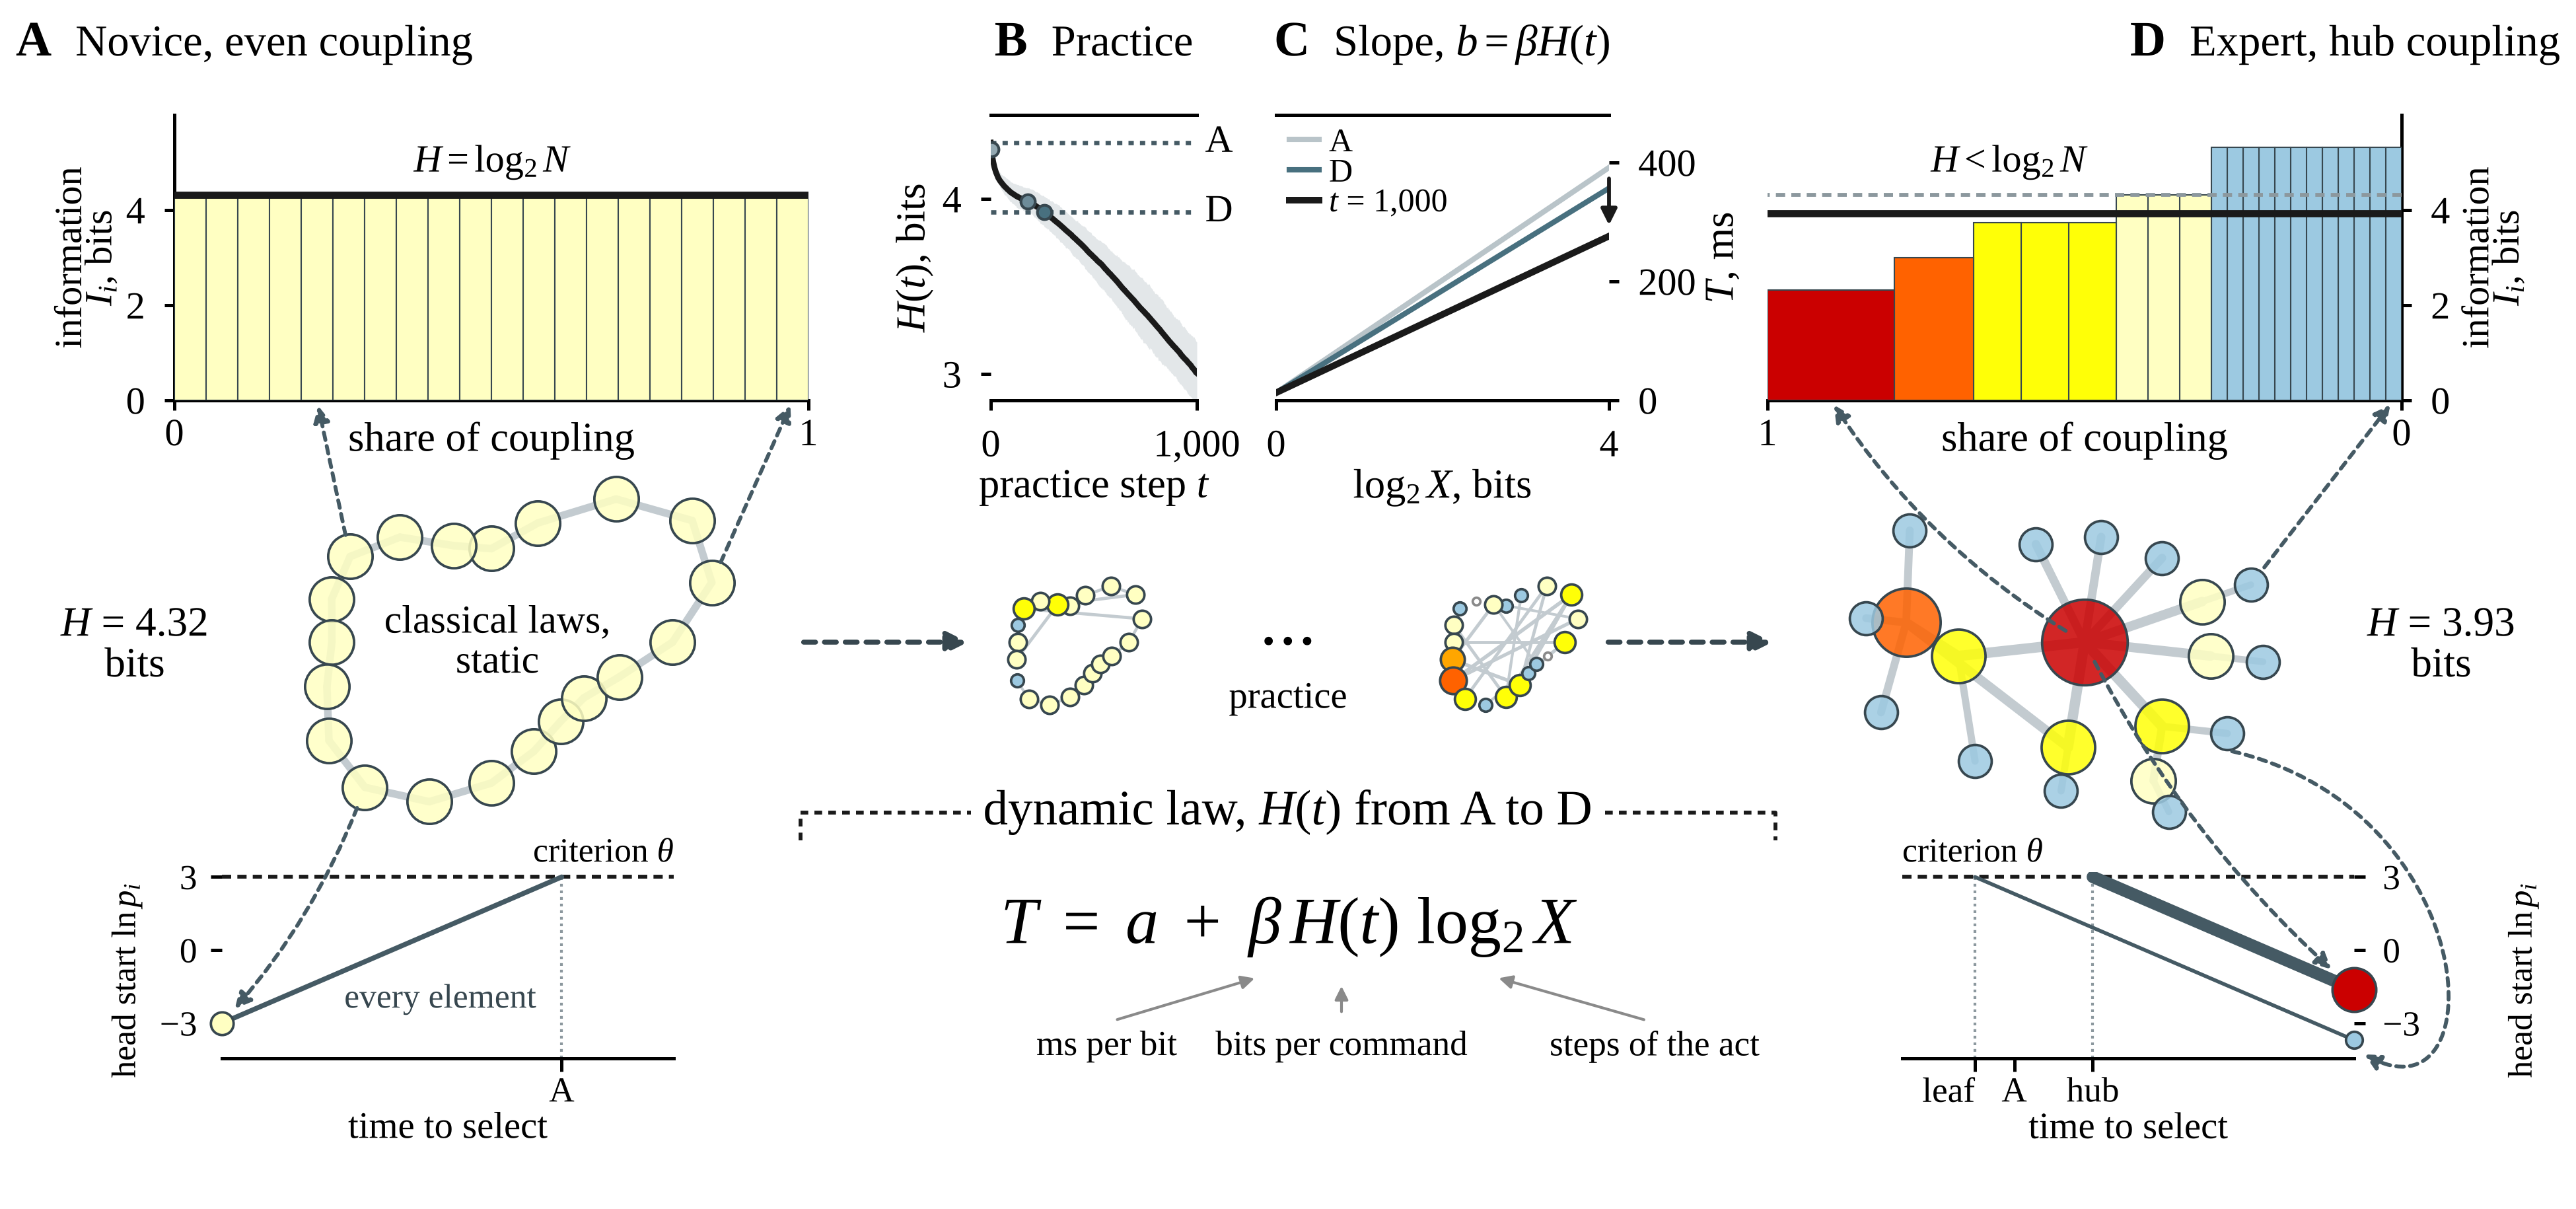 A Novice, even coupling
H = log₂ N
information
Iᵢ, bits
4
2
0
0
share of coupling
1
H = 4.32
bits
classical laws,
static
criterion θ
head start ln pᵢ
3
0
−3
every element
A
time to select
B Practice
H(t), bits
4
3
A
D
0
1,000
practice step t
C Slope, b = βH(t)
A
D
t = 1,000
400
200
0
T, ms
0
4
log₂ X, bits
...
practice
dynamic law, H(t) from A to D
T = a + β H(t) log₂ X
ms per bit
bits per command
steps of the act
D Expert, hub coupling
H < log₂ N
4
2
0
information
Iᵢ, bits
1
share of coupling
0
H = 3.93
bits
criterion θ
3
0
−3
head start ln pᵢ
leaf A hub
time to select